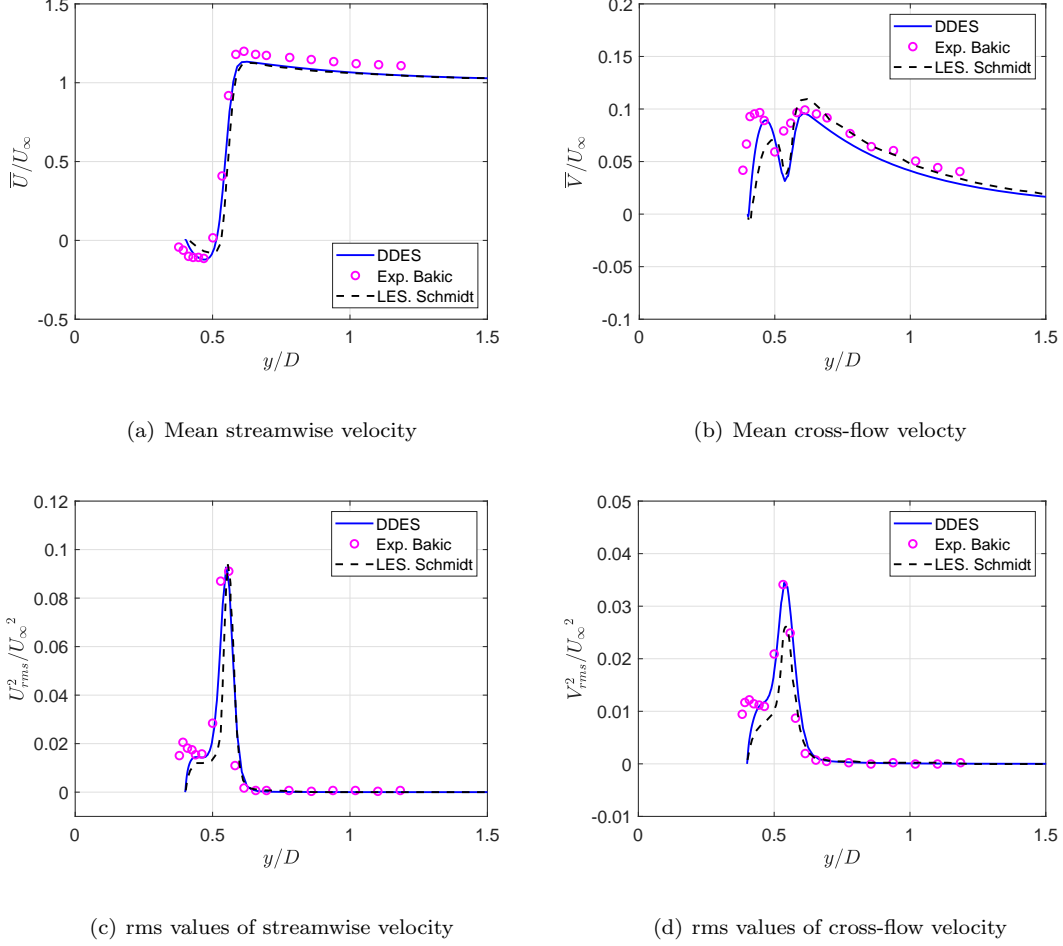 1.5
1
0.5
0
-0.5
U̅/U∞
DDES
Exp. Bakic
LES. Schmidt
0 0.5 1 1.5
y/D
(a) Mean streamwise velocity
0.2
0.15
0.1
0.05
0
-0.05
-0.1
V̅/U∞
DDES
Exp. Bakic
LES. Schmidt
0 0.5 1 1.5
y/D
(b) Mean cross-flow velocty
0.12
0.1
0.08
0.06
0.04
0.02
0
U²rms/U∞²
DDES
Exp. Bakic
LES. Schmidt
0 0.5 1 1.5
y/D
(c) rms values of streamwise velocity
0.05
0.04
0.03
0.02
0.01
0
-0.01
V²rms/U∞²
DDES
Exp. Bakic
LES. Schmidt
0 0.5 1 1.5
y/D
(d) rms values of cross-flow velocity